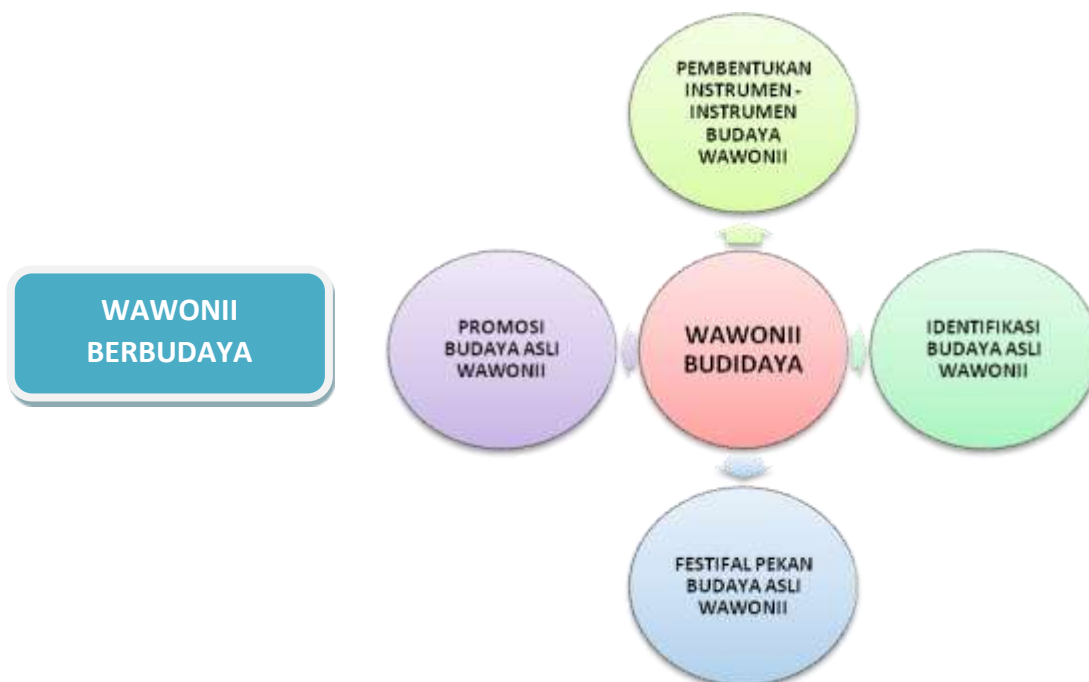 PEMBENTUKAN
INSTRUMEN -
INSTRUMEN
BUDAYA
WAWONII
WAWONII
BERBUDAYA
PROMOSI
BUDAYA ASLI
WAWONII
WAWONII
BUDIDAYA
IDENTIFIKASI
BUDAYA ASLI
WAWONII
FESTIFAL PEKAN
BUDAYA ASLI
WAWONII